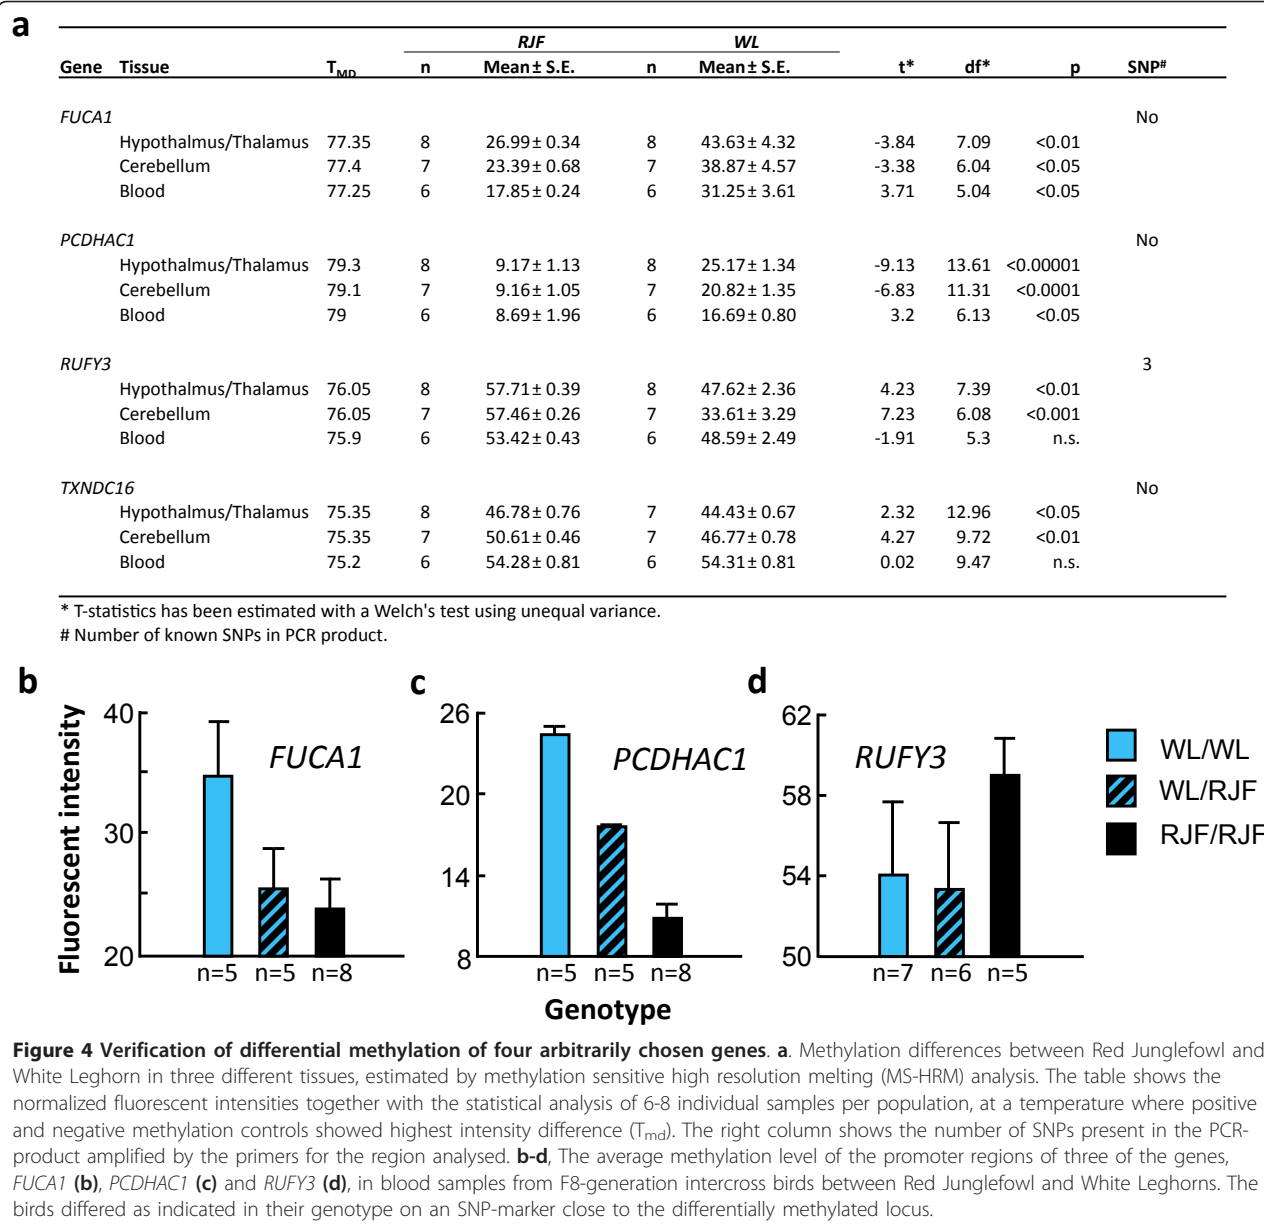 a
RJF WL
Gene Tissue T_MD n Mean± S.E. n Mean± S.E. t* df* p SNP#
FUCA1 No
Hypothalmus/Thalamus 77.35 8 26.99± 0.34 8 43.63± 4.32 -3.84 7.09 <0.01
Cerebellum 77.4 7 23.39± 0.68 7 38.87± 4.57 -3.38 6.04 <0.05
Blood 77.25 6 17.85± 0.24 6 31.25± 3.61 3.71 5.04 <0.05
PCDHAC1 No
Hypothalmus/Thalamus 79.3 8 9.17± 1.13 8 25.17± 1.34 -9.13 13.61 <0.00001
Cerebellum 79.1 7 9.16± 1.05 7 20.82± 1.35 -6.83 11.31 <0.0001
Blood 79 6 8.69± 1.96 6 16.69± 0.80 3.2 6.13 <0.05
RUFY3 3
Hypothalmus/Thalamus 76.05 8 57.71± 0.39 8 47.62± 2.36 4.23 7.39 <0.01
Cerebellum 76.05 7 57.46± 0.26 7 33.61± 3.29 7.23 6.08 <0.001
Blood 75.9 6 53.42± 0.43 6 48.59± 2.49 -1.91 5.3 n.s.
TXNDC16 No
Hypothalmus/Thalamus 75.35 8 46.78± 0.76 7 44.43± 0.67 2.32 12.96 <0.05
Cerebellum 75.35 7 50.61± 0.46 7 46.77± 0.78 4.27 9.72 <0.01
Blood 75.2 6 54.28± 0.81 6 54.31± 0.81 0.02 9.47 n.s.
* T-statistics has been estimated with a Welch's test using unequal variance.
# Number of known SNPs in PCR product.
b
Fluorescent intensity
40
30
20
FUCA1
n=5 n=5 n=8
c
26
20
14
8
PCDHAC1
n=5 n=5 n=8
Genotype
d
62
58
54
50
RUFY3
n=7 n=6 n=5
WL/WL
WL/RJF
RJF/RJF
Figure 4 Verification of differential methylation of four arbitrarily chosen genes. a. Methylation differences between Red Junglefowl and
White Leghorn in three different tissues, estimated by methylation sensitive high resolution melting (MS-HRM) analysis. The table shows the
normalized fluorescent intensities together with the statistical analysis of 6-8 individual samples per population, at a temperature where positive
and negative methylation controls showed highest intensity difference (Tmd). The right column shows the number of SNPs present in the PCR-
product amplified by the primers for the region analysed. b-d, The average methylation level of the promoter regions of three of the genes,
FUCA1 (b), PCDHAC1 (c) and RUFY3 (d), in blood samples from F8-generation intercross birds between Red Junglefowl and White Leghorns. The
birds differed as indicated in their genotype on an SNP-marker close to the differentially methylated locus.